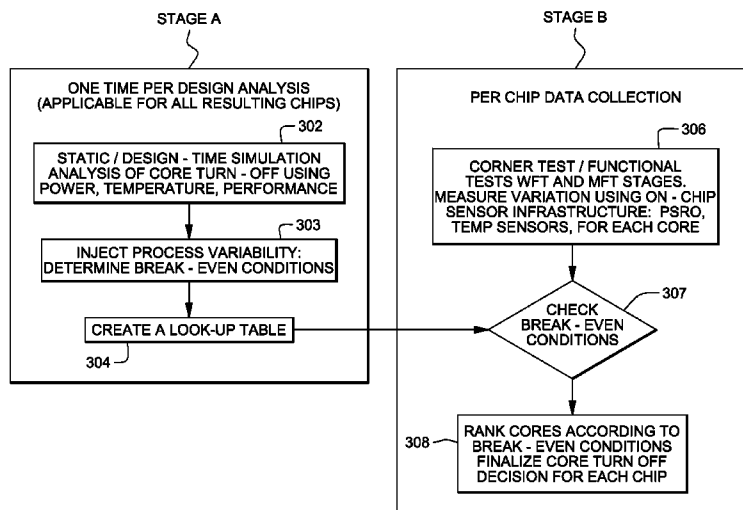 STAGE A
ONE TIME PER DESIGN ANALYSIS
(APPLICABLE FOR ALL RESULTING CHIPS)
302
STATIC / DESIGN - TIME SIMULATION
ANALYSIS OF CORE TURN - OFF USING
POWER, TEMPERATURE, PERFORMANCE
303
INJECT PROCESS VARIABILITY:
DETERMINE BREAK - EVEN CONDITIONS
CREATE A LOOK-UP TABLE
304
STAGE B
PER CHIP DATA COLLECTION
306
CORNER TEST / FUNCTIONAL
TESTS WFT AND MFT STAGES.
MEASURE VARIATION USING ON - CHIP
SENSOR INFRASTRUCTURE: PSRO,
TEMP SENSORS, FOR EACH CORE
307
CHECK
BREAK - EVEN
CONDITIONS
308
RANK CORES ACCORDING TO
BREAK - EVEN CONDITIONS
FINALIZE CORE TURN OFF
DECISION FOR EACH CHIP